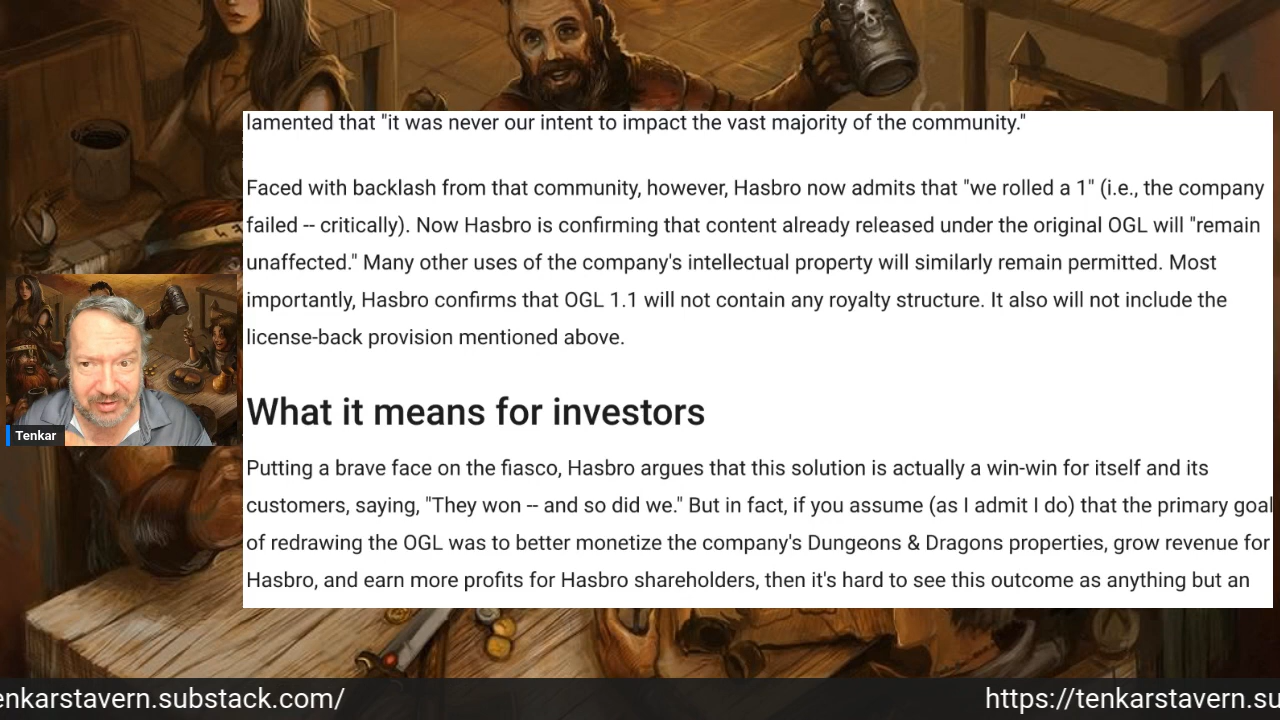 lamented that "it was never our intent to impact the vast majority of the community."
Faced with backlash from that community, however, Hasbro now admits that "we rolled a 1" (i.e., the company
failed -- critically). Now Hasbro is confirming that content already released under the original OGL will "remain
unaffected." Many other uses of the company's intellectual property will similarly remain permitted. Most
importantly, Hasbro confirms that OGL 1.1 will not contain any royalty structure. It also will not include the
license-back provision mentioned above.
What it means for investors
Putting a brave face on the fiasco, Hasbro argues that this solution is actually a win-win for itself and its
customers, saying, "They won -- and so did we." But in fact, if you assume (as I admit I do) that the primary goal
of redrawing the OGL was to better monetize the company's Dungeons & Dragons properties, grow revenue for
Hasbro, and earn more profits for Hasbro shareholders, then it's hard to see this outcome as anything but an
Tenkar
enkarstavern.substack.com/
https://tenkarstavern.su